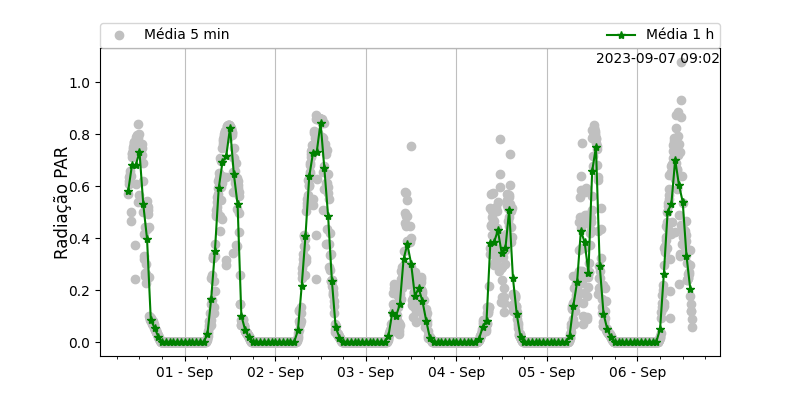 Média 5 min
Média 1 h
2023-09-07 09:02
Radiação PAR
1.0
0.8
0.6
0.4
0.2
0.0
01 - Sep
02 - Sep
03 - Sep
04 - Sep
05 - Sep
06 - Sep